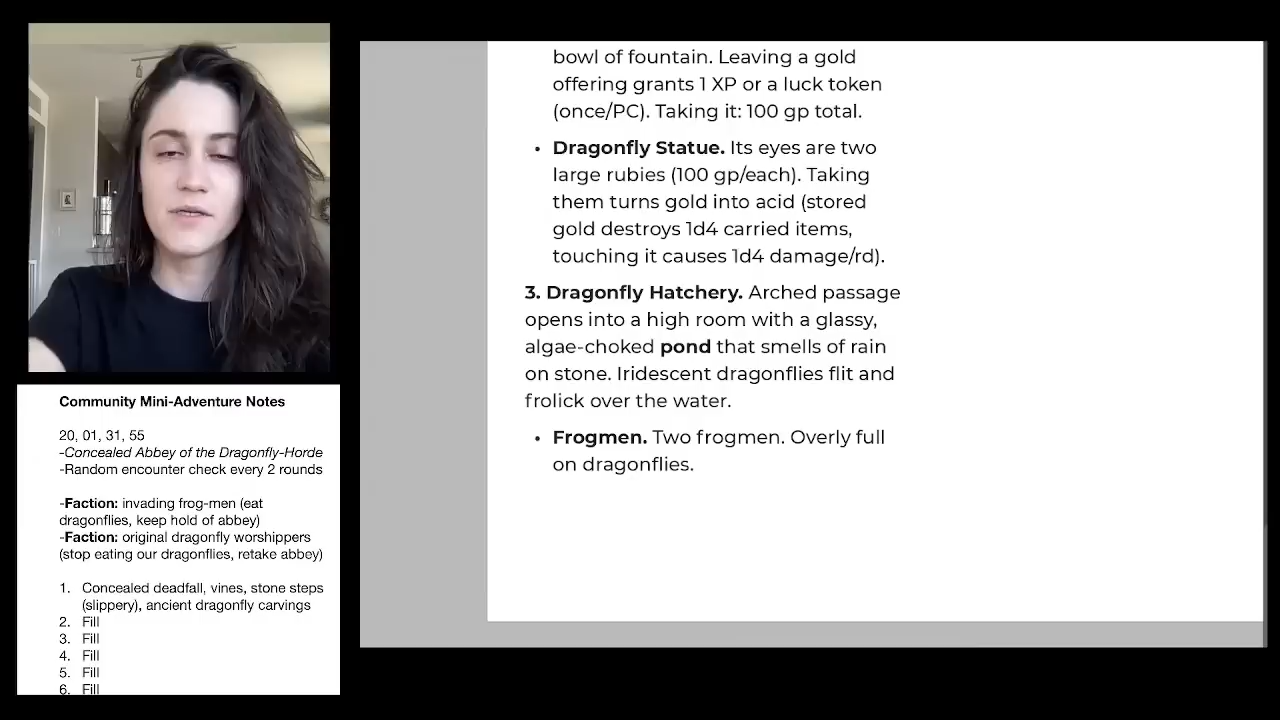 bowl of fountain. Leaving a gold
offering grants 1 XP or a luck token
(once/PC). Taking it: 100 gp total.
• Dragonfly Statue. Its eyes are two
large rubies (100 gp/each). Taking
them turns gold into acid (stored
gold destroys 1d4 carried items,
touching it causes 1d4 damage/rd).
3. Dragonfly Hatchery. Arched passage
opens into a high room with a glassy,
algae-choked pond that smells of rain
on stone. Iridescent dragonflies flit and
frolick over the water.
• Frogmen. Two frogmen. Overly full
on dragonflies.
Community Mini-Adventure Notes
20, 01, 31, 55
-Concealed Abbey of the Dragonfly-Horde
-Random encounter check every 2 rounds
-Faction: invading frog-men (eat
dragonflies, keep hold of abbey)
-Faction: original dragonfly worshippers
(stop eating our dragonflies, retake abbey)
1. Concealed deadfall, vines, stone steps
(slippery), ancient dragonfly carvings
2. Fill
3. Fill
4. Fill
5. Fill
6. Fill